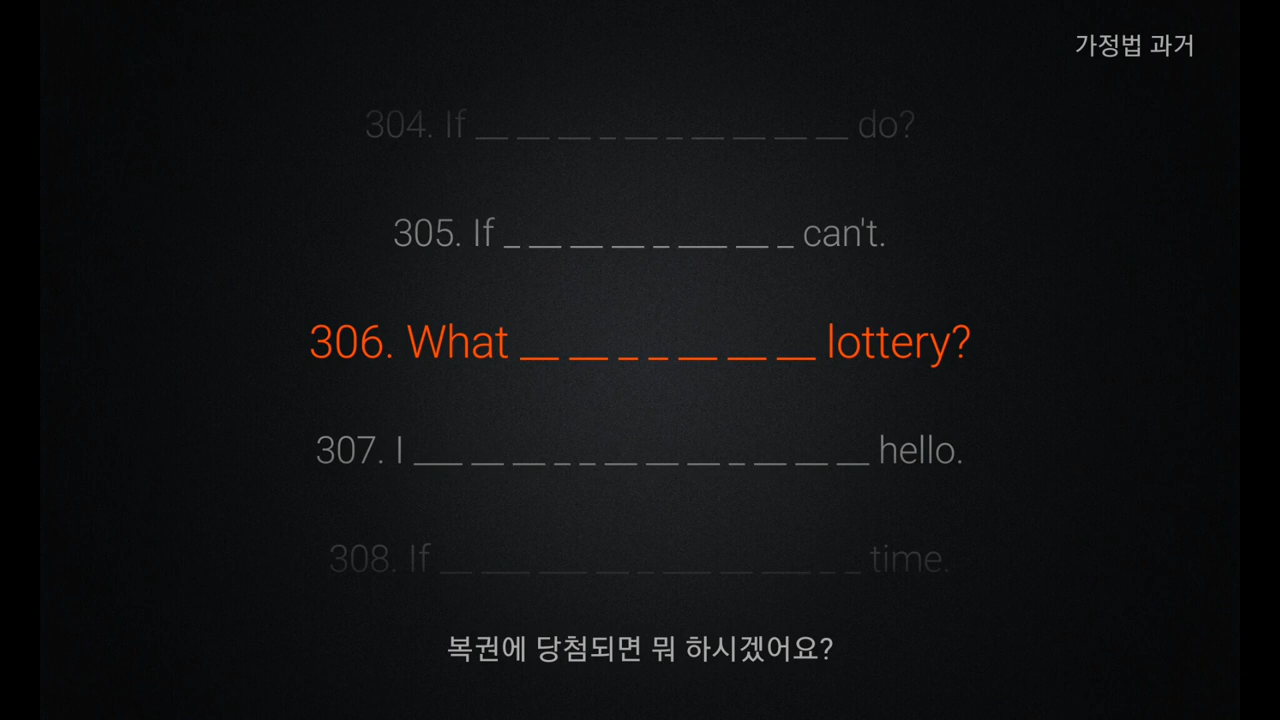 가정법 과거
304. If __ __ __ _ __ _ __ __ __ __ do?
305. If _ __ __ __ _ ___ __ _ can't.
306. What __ __ _ _ __ __ __ lottery?
307. I ___ __ __ _ _ __ __ __ _ __ __ __ hello.
308. If __ ___ ___ __ _ ___ __ ___ _ _ time.
복권에 당첨되면 뭐 하시겠어요?